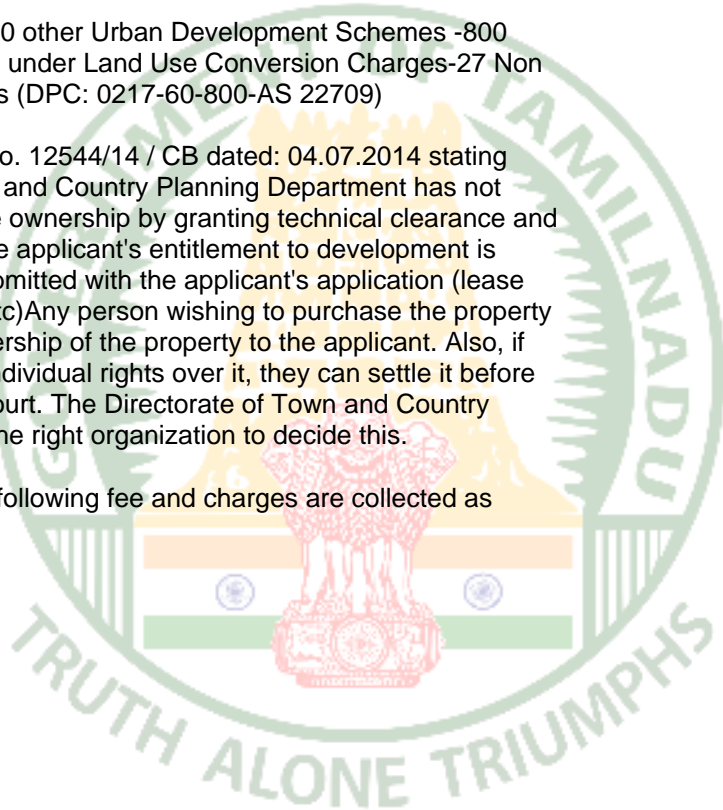 0 other Urban Development Schemes -800
under Land Use Conversion Charges-27 Non
s (DPC: 0217-60-800-AS 22709)
o. 12544/14 / CB dated: 04.07.2014 stating
and Country Planning Department has not
e ownership by granting technical clearance and
e applicant's entitlement to development is
omitted with the applicant's application (lease
tc)Any person wishing to purchase the property
ership of the property to the applicant. Also, if
ndividual rights over it, they can settle it before
ourt. The Directorate of Town and Country
he right organization to decide this.
following fee and charges are collected as
GOVERNMENT OF TAMILNADU
TRUTH ALONE TRIUMPHS